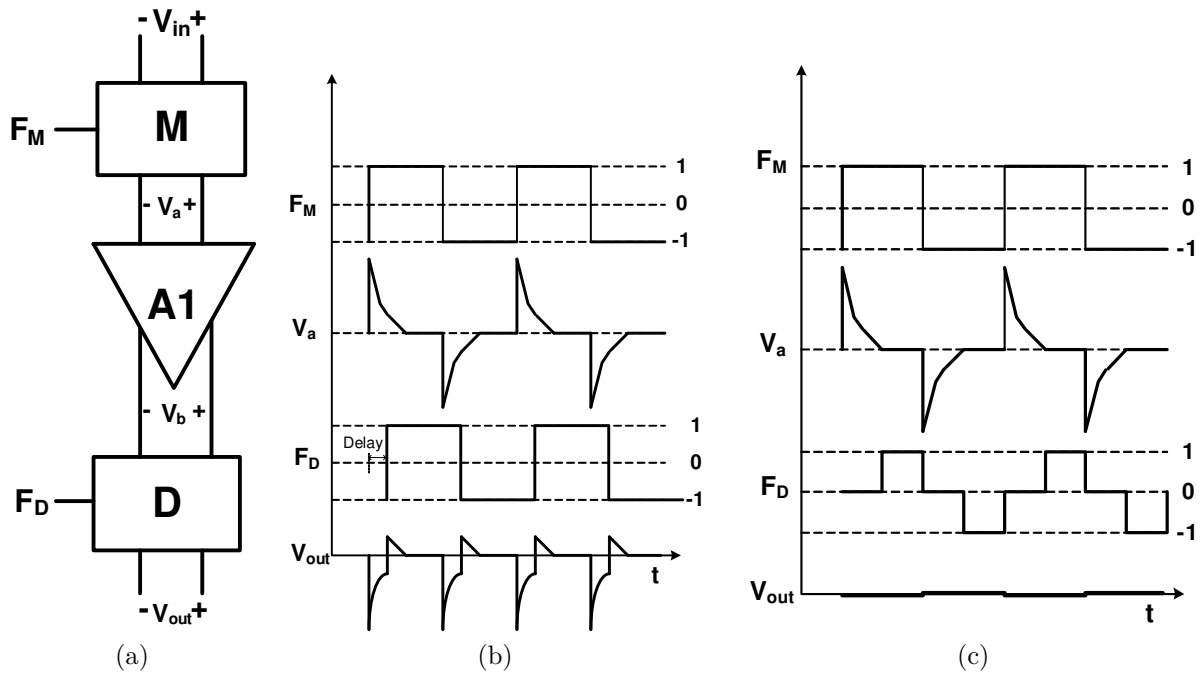 - Vin +
FM
M
- Va +
A1
- Vb +
FD
D
- Vout +
(a)
FM
1
0
-1
Va
Delay
FD
1
0
-1
Vout
t
(b)
FM
1
0
-1
Va
FD
1
0
-1
Vout
t
(c)